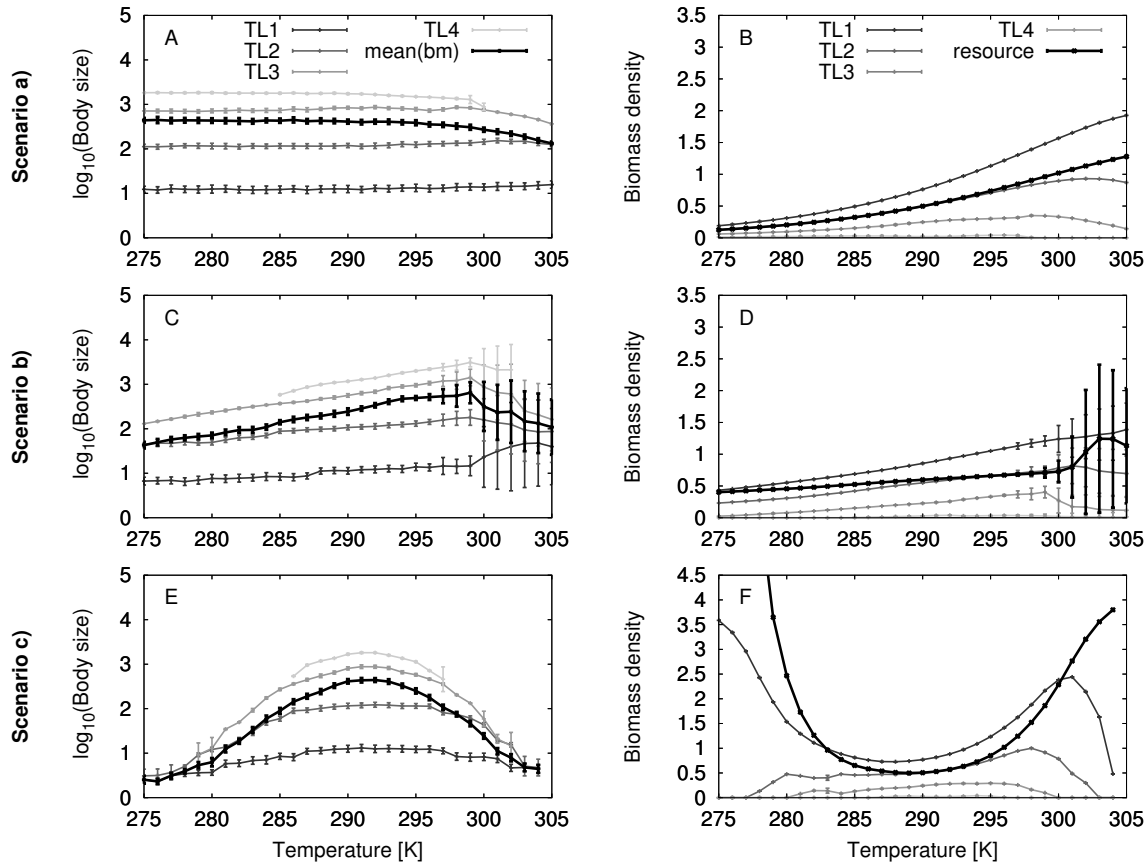 Scenario a)
log10(Body size)
5
4
3
2
1
0
A
TL1
TL2
TL3
TL4
mean(bm)
275 280 285 290 295 300 305
Biomass density
3.5
3
2.5
2
1.5
1
0.5
0
B
TL1
TL2
TL3
TL4
resource
275 280 285 290 295 300 305
Scenario b)
log10(Body size)
5
4
3
2
1
0
C
275 280 285 290 295 300 305
Biomass density
3.5
3
2.5
2
1.5
1
0.5
0
D
275 280 285 290 295 300 305
Scenario c)
log10(Body size)
5
4
3
2
1
0
E
275 280 285 290 295 300 305
Temperature [K]
Biomass density
4.5
4
3.5
3
2.5
2
1.5
1
0.5
0
F
275 280 285 290 295 300 305
Temperature [K]